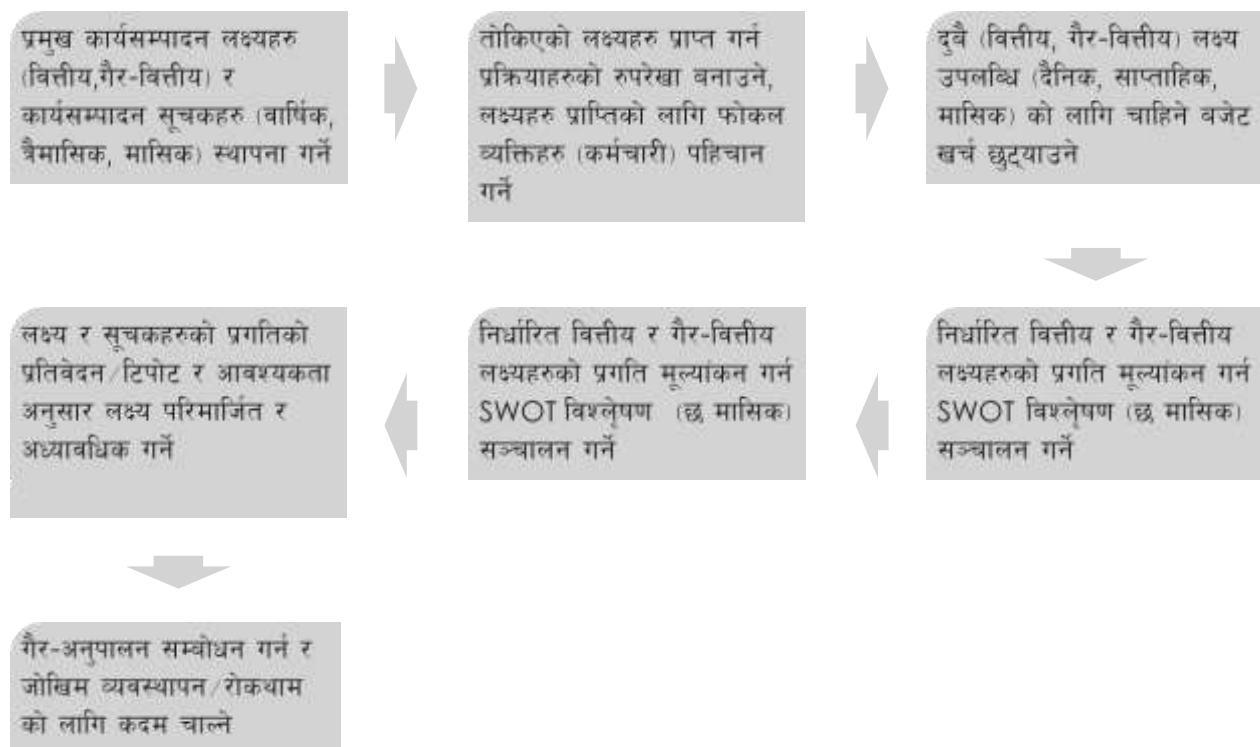 प्रमुख कार्यसम्पादन लक्ष्यहरु
(वित्तीय,गैर-वित्तीय) र
कार्यसम्पादन सूचकहरु (वार्षिक,
त्रैमासिक, मासिक) स्थापना गर्ने
तोकिएको लक्ष्यहरु प्राप्त गर्न
प्रक्रियाहरुको रुपरेखा बनाउने,
लक्ष्यहरु प्राप्तिको लागि फोकल
व्यक्तिहरु (कर्मचारी) पहिचान
गर्ने
दुवै (वित्तीय, गैर-वित्तीय) लक्ष्य
उपलब्धि (दैनिक, साप्ताहिक,
मासिक) को लागि चाहिने बजेट
खर्च छुट्याउने
निर्धारित वित्तीय र गैर-वित्तीय
लक्ष्यहरुको प्रगति मूल्यांकन गर्न
SWOT विश्लेषण (छ मासिक)
सञ्चालन गर्ने
निर्धारित वित्तीय र गैर-वित्तीय
लक्ष्यहरुको प्रगति मूल्यांकन गर्न
SWOT विश्लेषण (छ मासिक)
सञ्चालन गर्ने
लक्ष्य र सूचकहरुको प्रगतिको
प्रतिवेदन/टिपोट र आवश्यकता
अनुसार लक्ष्य परिमार्जित र
अध्यावधिक गर्ने
गैर-अनुपालन सम्बोधन गर्न र
जोखिम व्यवस्थापन/रोकथाम
को लागि कदम चाल्ने